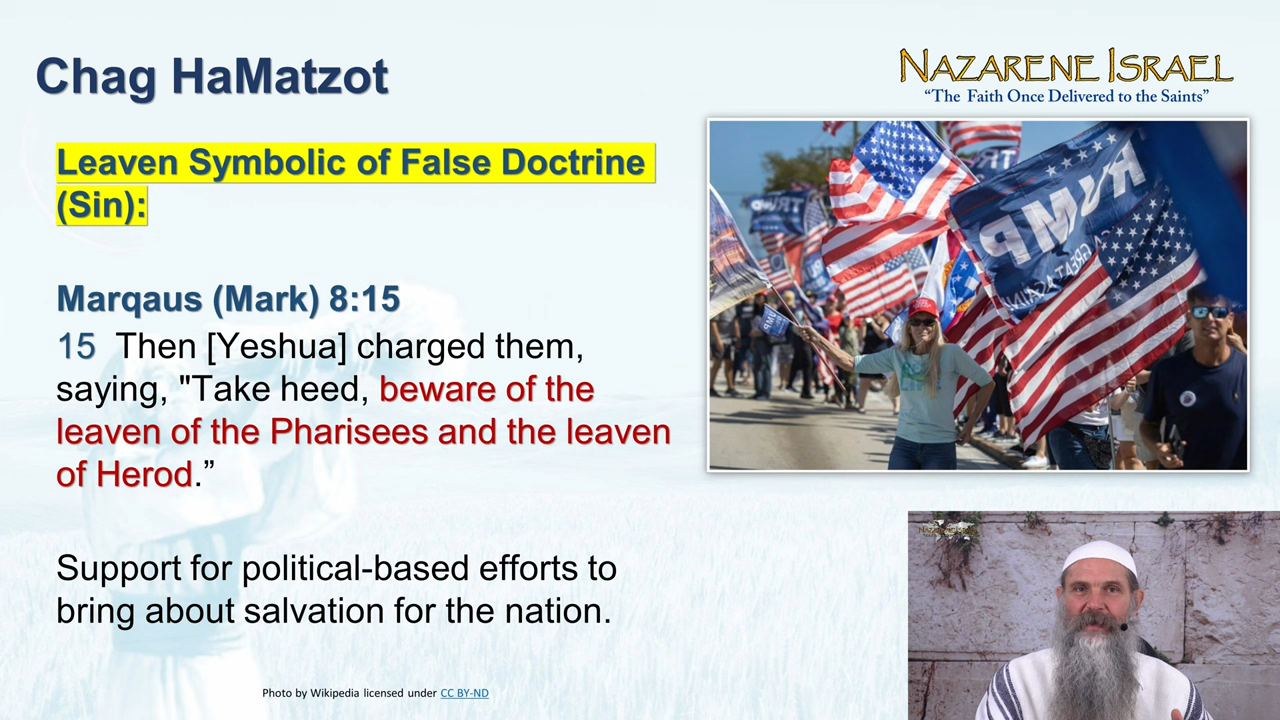 Chag HaMatzot
NAZARENE ISRAEL
“The Faith Once Delivered to the Saints”
Leaven Symbolic of False Doctrine
(Sin):
Marqaus (Mark) 8:15
15 Then [Yeshua] charged them,
saying, "Take heed, beware of the
leaven of the Pharisees and the leaven
of Herod.”
Support for political-based efforts to
bring about salvation for the nation.
Photo by Wikipedia licensed under CC BY-ND
TRUMP
TRUMP
TRUMP